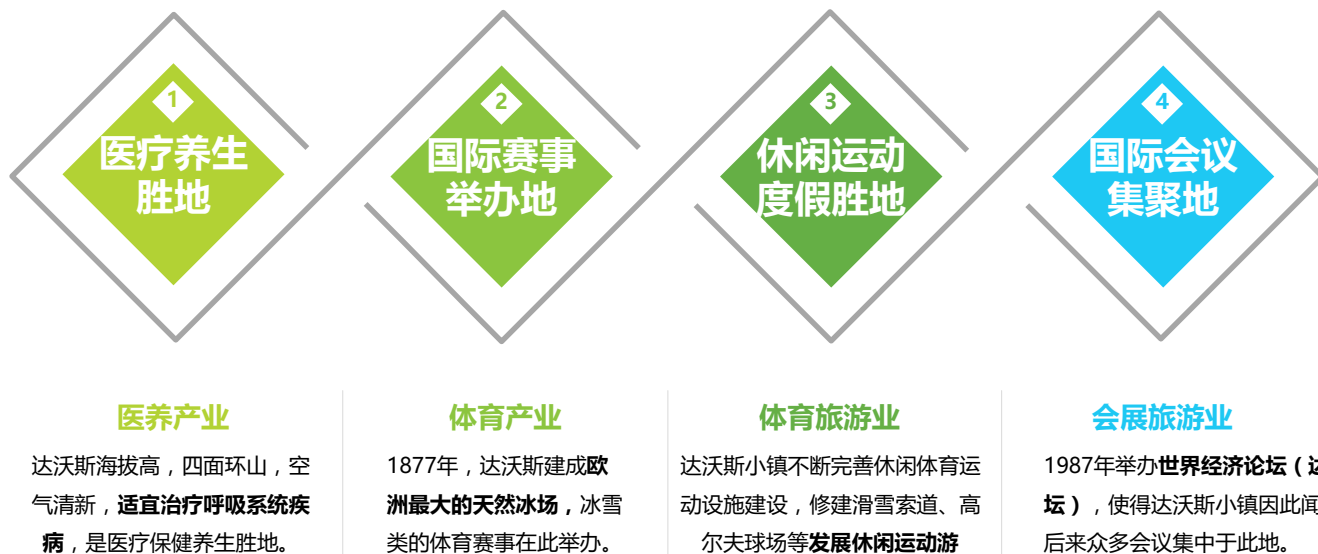 1
医疗养生
胜地
2
国际赛事
举办地
3
休闲运动
度假胜地
4
国际会议
集聚地
医养产业
达沃斯海拔高，四面环山，空
气清新，适宜治疗呼吸系统疾
病，是医疗保健养生胜地。
体育产业
1877年，达沃斯建成欧
洲最大的天然冰场，冰雪
类的体育赛事在此举办。
体育旅游业
达沃斯小镇不断完善休闲体育运
动设施建设，修建滑雪索道、高
尔夫球场等发展休闲运动游
会展旅游业
1987年举办世界经济论坛（达
坛），使得达沃斯小镇因此闻
后来众多会议集中于此地。